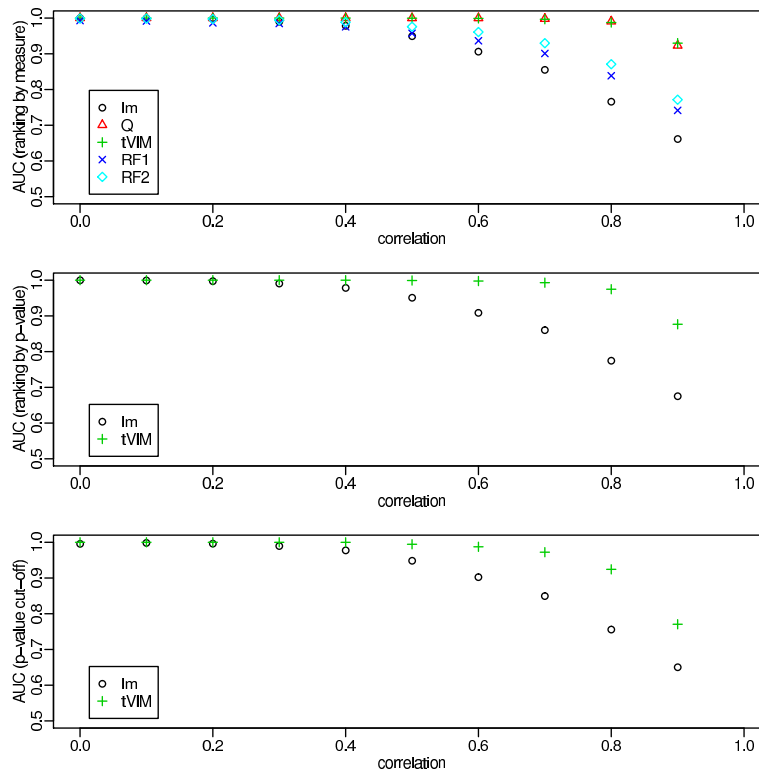 AUC (ranking by measure)
1.0
0.9
0.8
0.7
0.6
0.5
lm
Q
tVIM
RF1
RF2
0.0 0.2 0.4 0.6 0.8 1.0
correlation
AUC (ranking by p-value)
1.0
0.9
0.8
0.7
0.6
0.5
lm
tVIM
0.0 0.2 0.4 0.6 0.8 1.0
correlation
AUC (p-value cut-off)
1.0
0.9
0.8
0.7
0.6
0.5
lm
tVIM
0.0 0.2 0.4 0.6 0.8 1.0
correlation